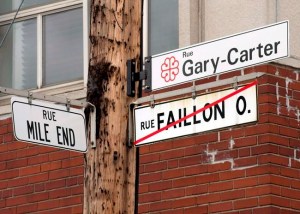 RUE
MILE END
Rue
Gary-Carter
RUE FAILLON O.